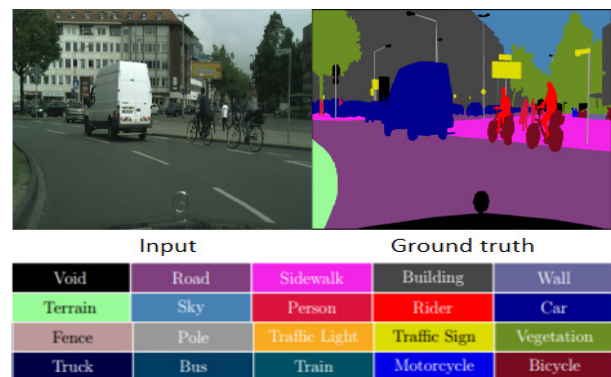 Input Ground truth
Void Road Sidewalk Building Wall
Terrain Sky Person Rider Car
Fence Pole Traffic Light Traffic Sign Vegetation
Truck Bus Train Motorcycle Bicycle